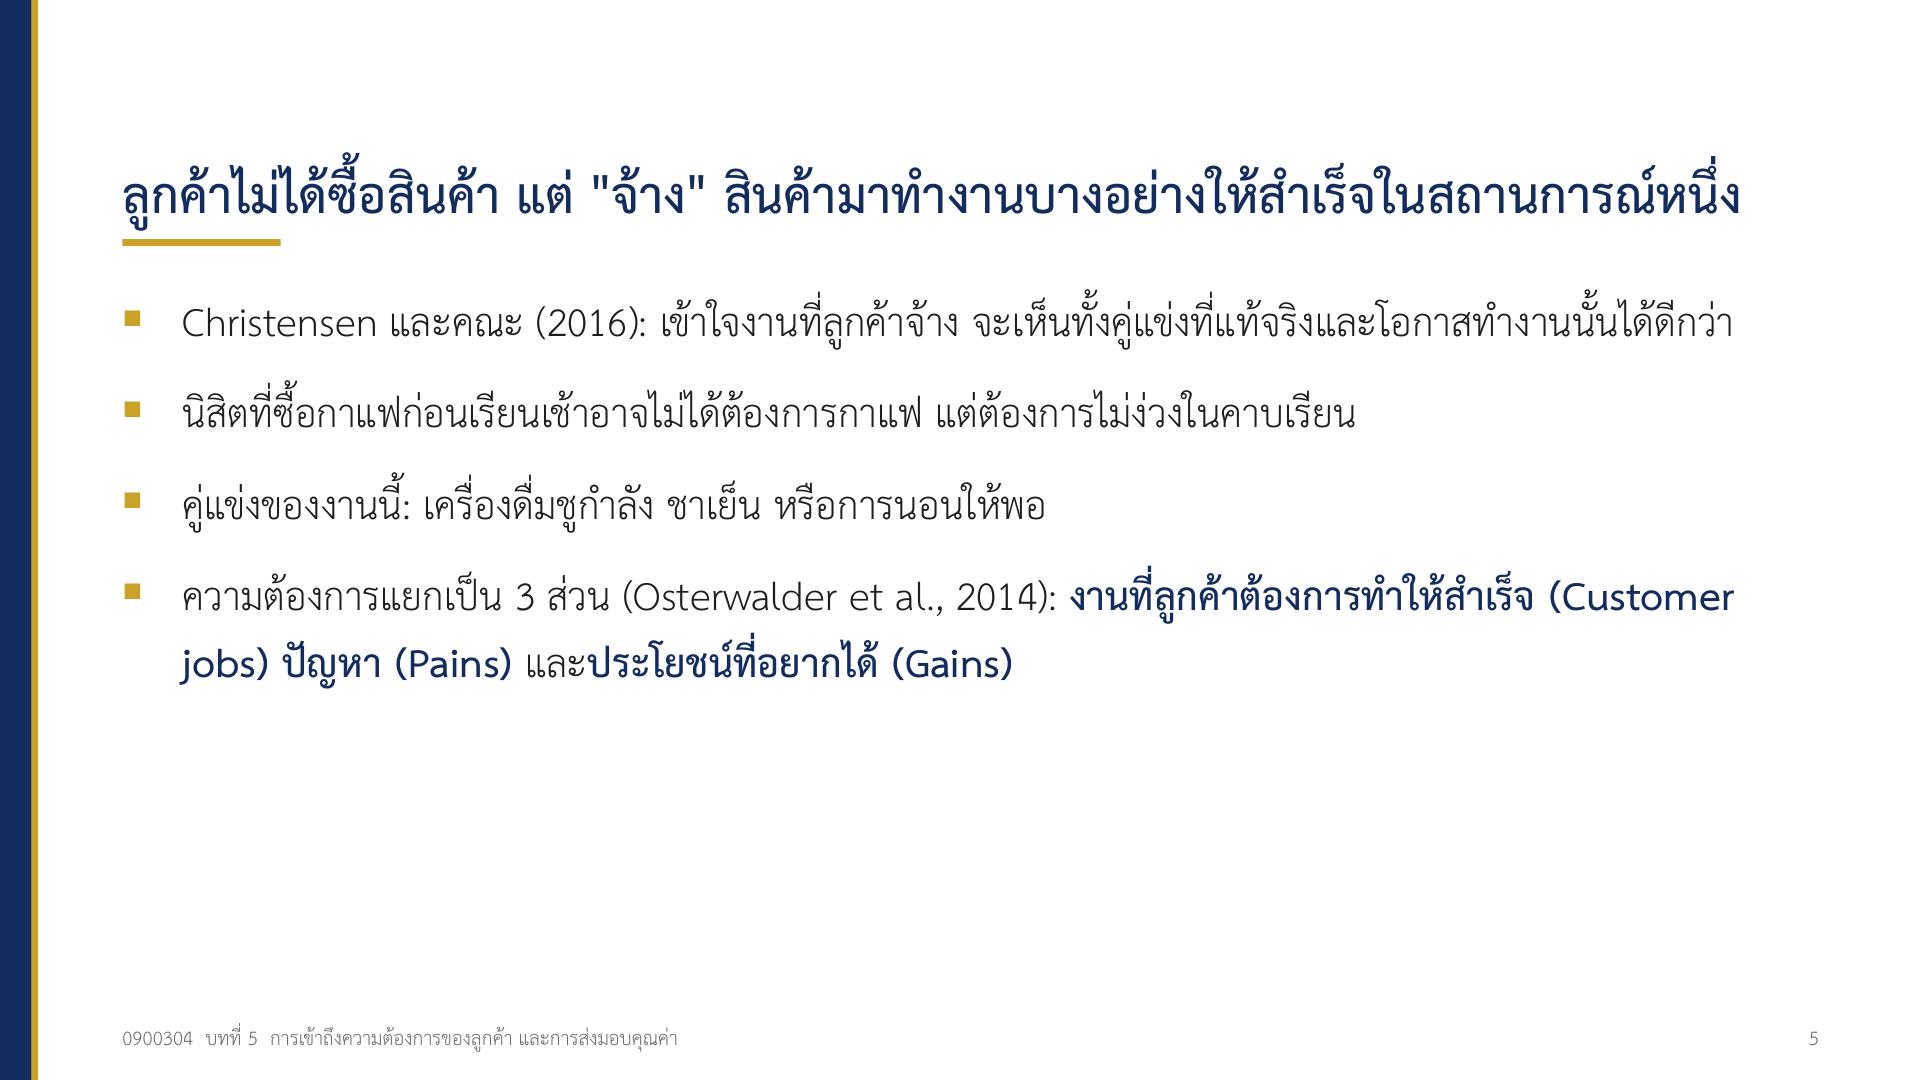 ลูกค้าไม่ได้ซื้อสินค้า แต่ "จ้าง" สินค้ามาทำงานบางอย่างให้สำเร็จในสถานการณ์หนึ่ง
Christensen และคณะ (2016): เข้าใจงานที่ลูกค้าจ้าง จะเห็นทั้งคู่แข่งที่แท้จริงและโอกาสทำงานนั้นได้ดีกว่า
นิสิตที่ซื้อกาแฟก่อนเรียนเช้าอาจไม่ได้ต้องการกาแฟ แต่ต้องการไม่ง่วงในคาบเรียน
คู่แข่งของงานนี้: เครื่องดื่มชูกำลัง ชาเย็น หรือการนอนให้พอ
ความต้องการแยกเป็น 3 ส่วน (Osterwalder et al., 2014): งานที่ลูกค้าต้องการทำให้สำเร็จ (Customer
jobs) ปัญหา (Pains) และประโยชน์ที่อยากได้ (Gains)
0900304 บทที่ 5 การเข้าถึงความต้องการของลูกค้า และการส่งมอบคุณค่า
5